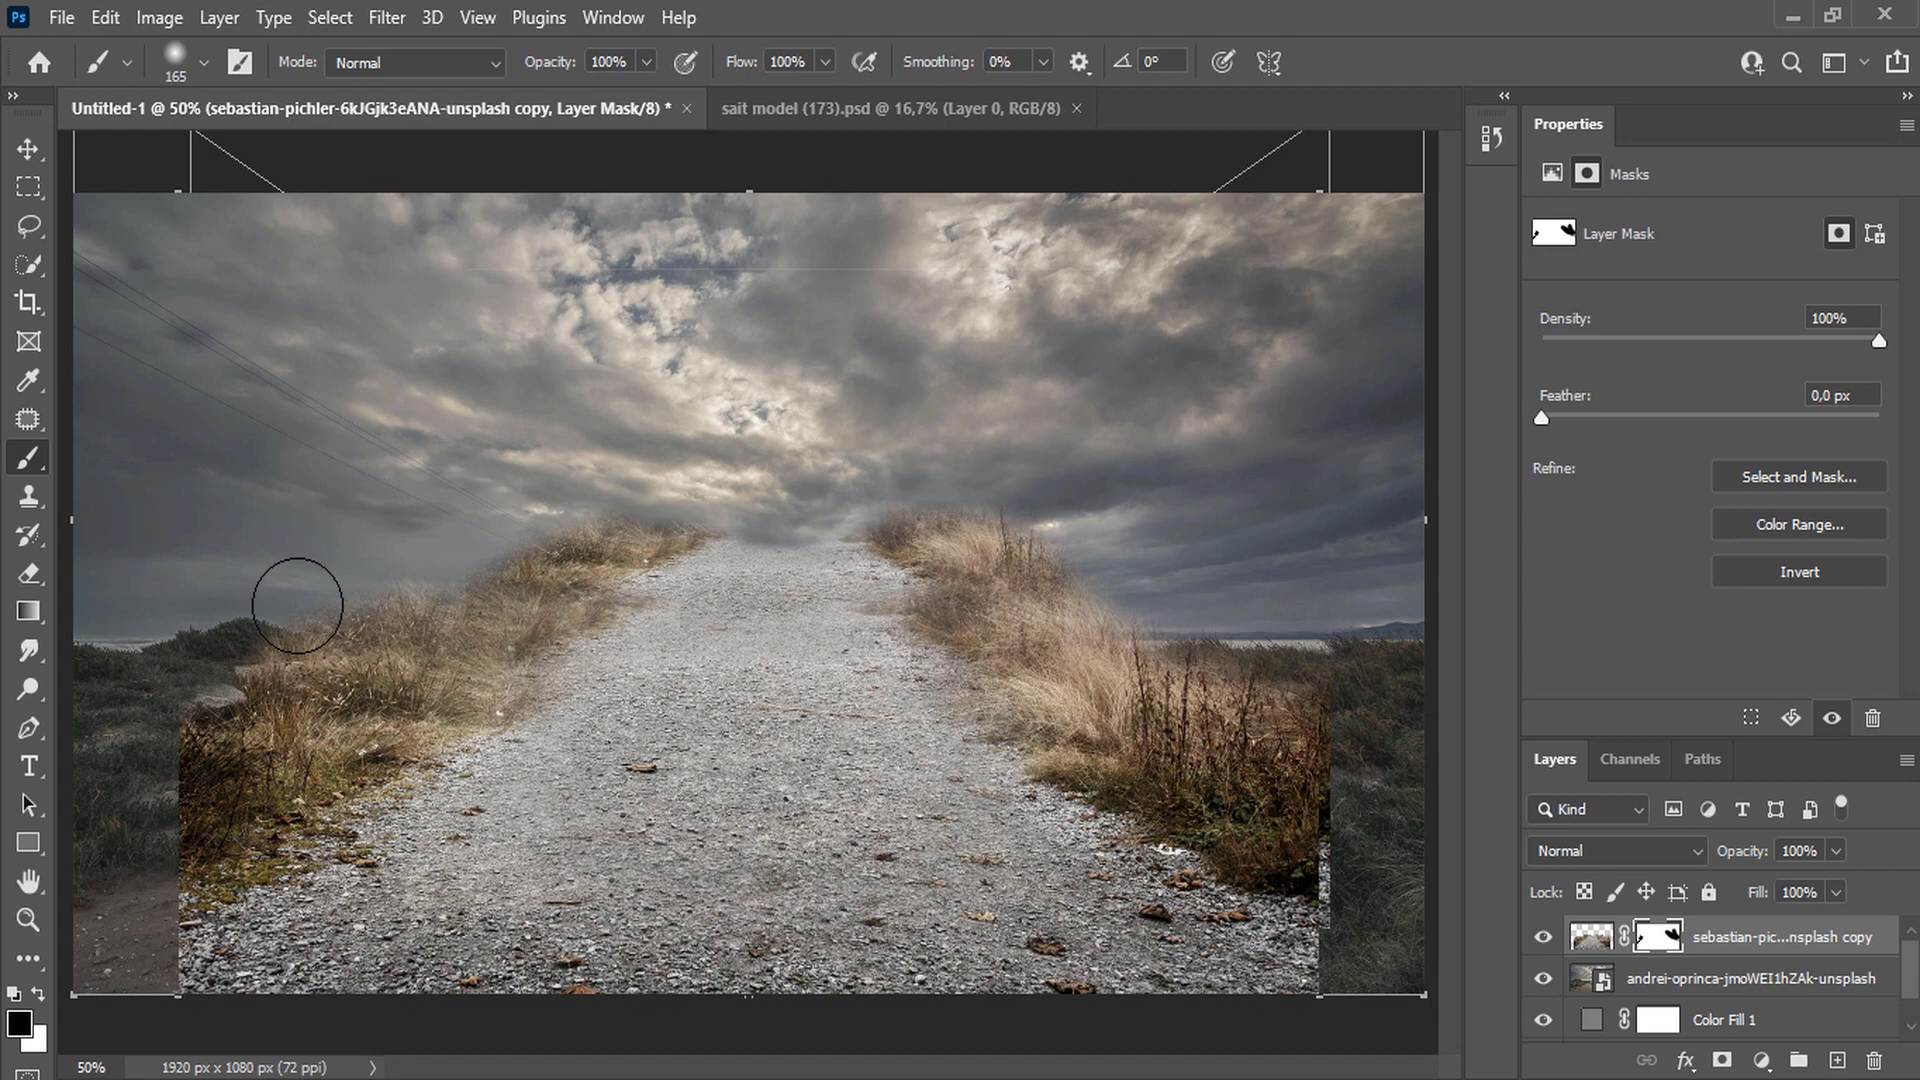 Ps File Edit Image Layer Type Select Filter 3D View Plugins Window Help
165 Mode: Normal Opacity: 100% Flow: 100% Smoothing: 0% 0°
Untitled-1 @ 50% (sebastian-pichler-6kJGjk3eANA-unsplash copy, Layer Mask/8) * × sait model (173).psd @ 16,7% (Layer 0, RGB/8) ×
Properties
Masks
Layer Mask
Density: 100%
Feather: 0,0 px
Refine:
Select and Mask...
Color Range...
Invert
Layers Channels Paths
Kind
Normal Opacity: 100%
Lock: Fill: 100%
sebastian-pic...nsplash copy
andrei-oprinca-jmoWEI1hZAk-unsplash
Color Fill 1
50% 1920 px x 1080 px (72 ppi)